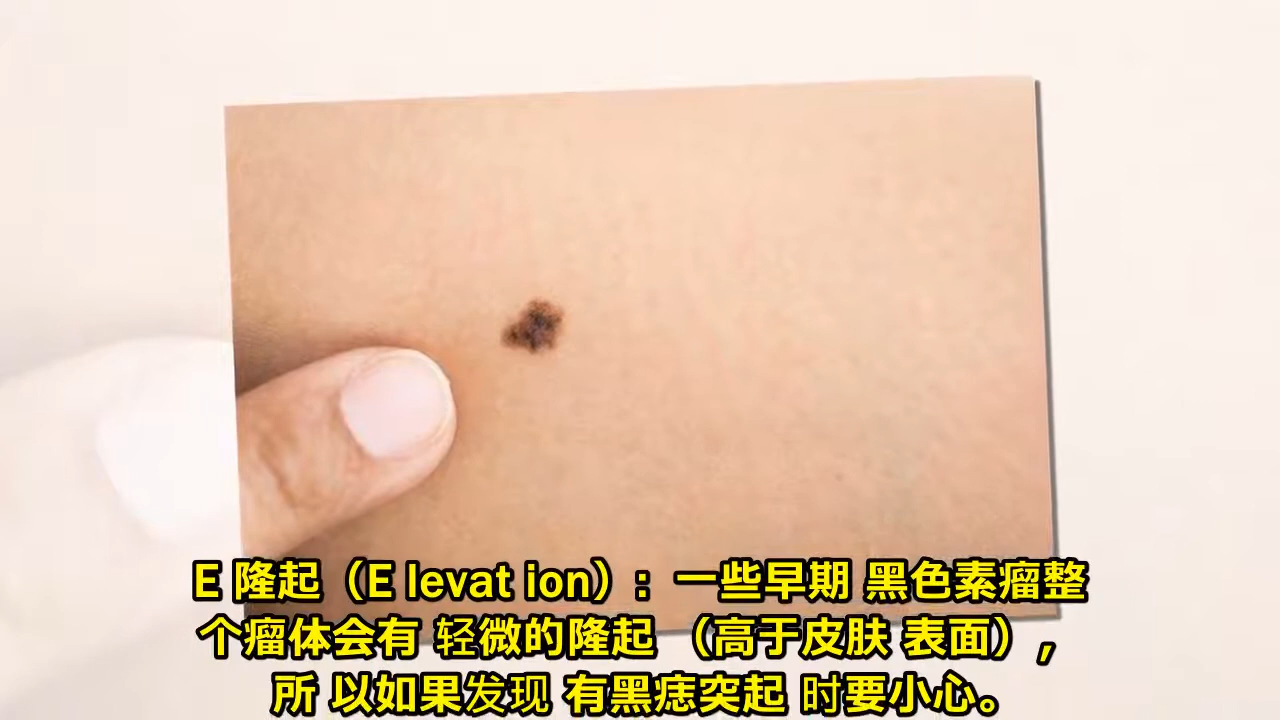 E 隆起（E levat ion）：一些早期 黑色素瘤整
个瘤体会有 轻微的隆起 （高于皮肤 表面），
所 以如果发现 有黑痣突起 时要小心。